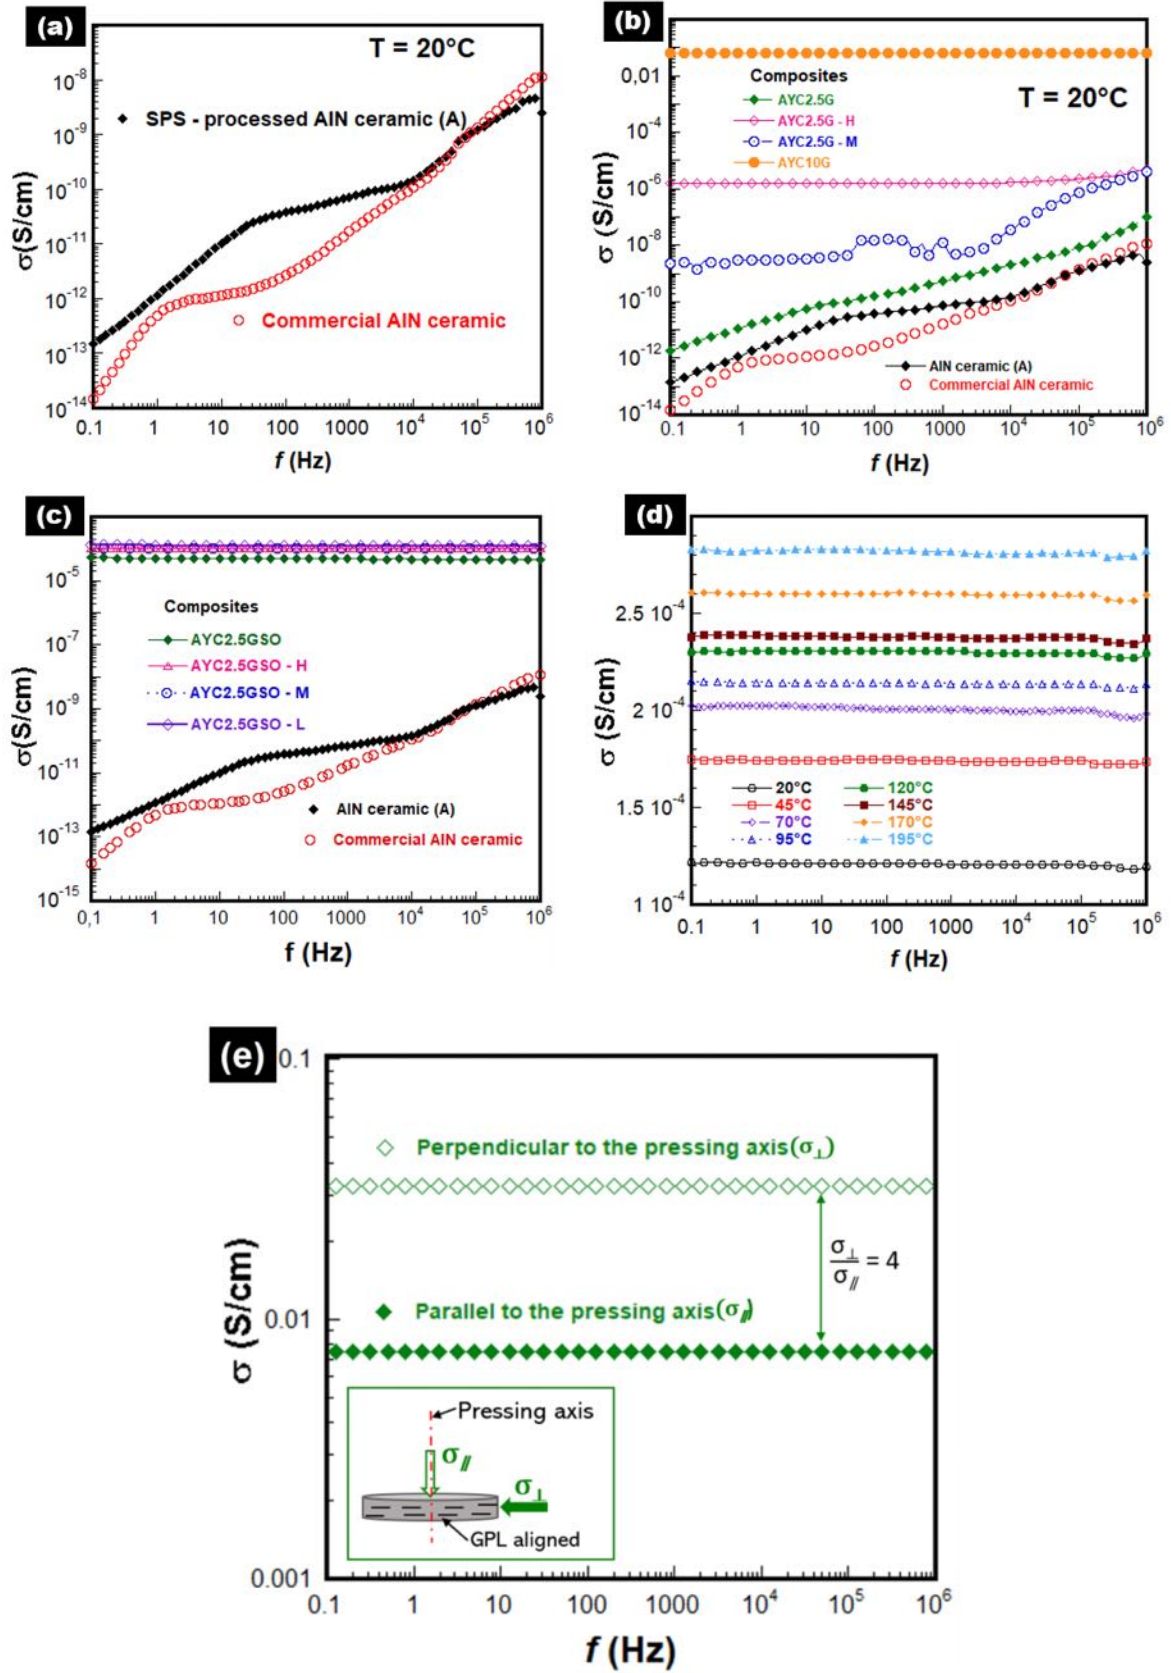 (a)
T = 20°C
SPS - processed AlN ceramic (A)
Commercial AlN ceramic
σ(S/cm)
10⁻⁸
10⁻⁹
10⁻¹⁰
10⁻¹¹
10⁻¹²
10⁻¹³
10⁻¹⁴
0.1 1 10 100 1000 10⁴ 10⁵ 10⁶
f (Hz)
(b)
Composites
AYC2.5G
AYC2.5G - H
AYC2.5G - M
AYC10G
T = 20°C
AlN ceramic (A)
Commercial AlN ceramic
σ (S/cm)
0,01
10⁻⁴
10⁻⁶
10⁻⁸
10⁻¹⁰
10⁻¹²
10⁻¹⁴
0.1 1 10 100 1000 10⁴ 10⁵ 10⁶
f (Hz)
(c)
Composites
AYC2.5GSO
AYC2.5GSO - H
AYC2.5GSO - M
AYC2.5GSO - L
AlN ceramic (A)
Commercial AlN ceramic
σ(S/cm)
10⁻⁵
10⁻⁷
10⁻⁹
10⁻¹¹
10⁻¹³
10⁻¹⁵
0,1 1 10 100 1000 10⁴ 10⁵ 10⁶
f (Hz)
(d)
σ (S/cm)
2.5 10⁻⁴
2 10⁻⁴
1.5 10⁻⁴
1 10⁻⁴
20°C 120°C
45°C 145°C
70°C 170°C
95°C 195°C
0.1 1 10 100 1000 10⁴ 10⁵ 10⁶
f (Hz)
(e)
0.1
Perpendicular to the pressing axis(σ⊥)
σ⊥/σ∥ = 4
Parallel to the pressing axis(σ∥)
σ (S/cm)
0.01
Pressing axis
σ∥
σ⊥
GPL aligned
0.001
0.1 1 10 100 1000 10⁴ 10⁵ 10⁶
f (Hz)